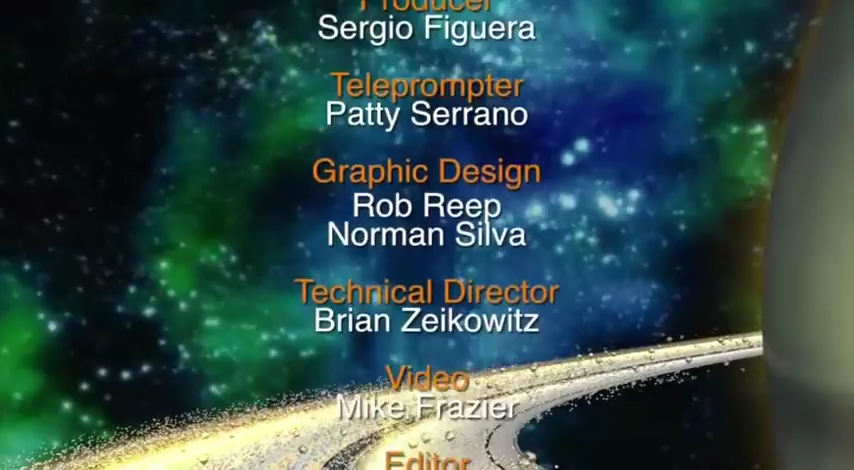 Producer
Sergio Figuera
Teleprompter
Patty Serrano
Graphic Design
Rob Reep
Norman Silva
Technical Director
Brian Zeikowitz
Video
Mike Frazier
Editor